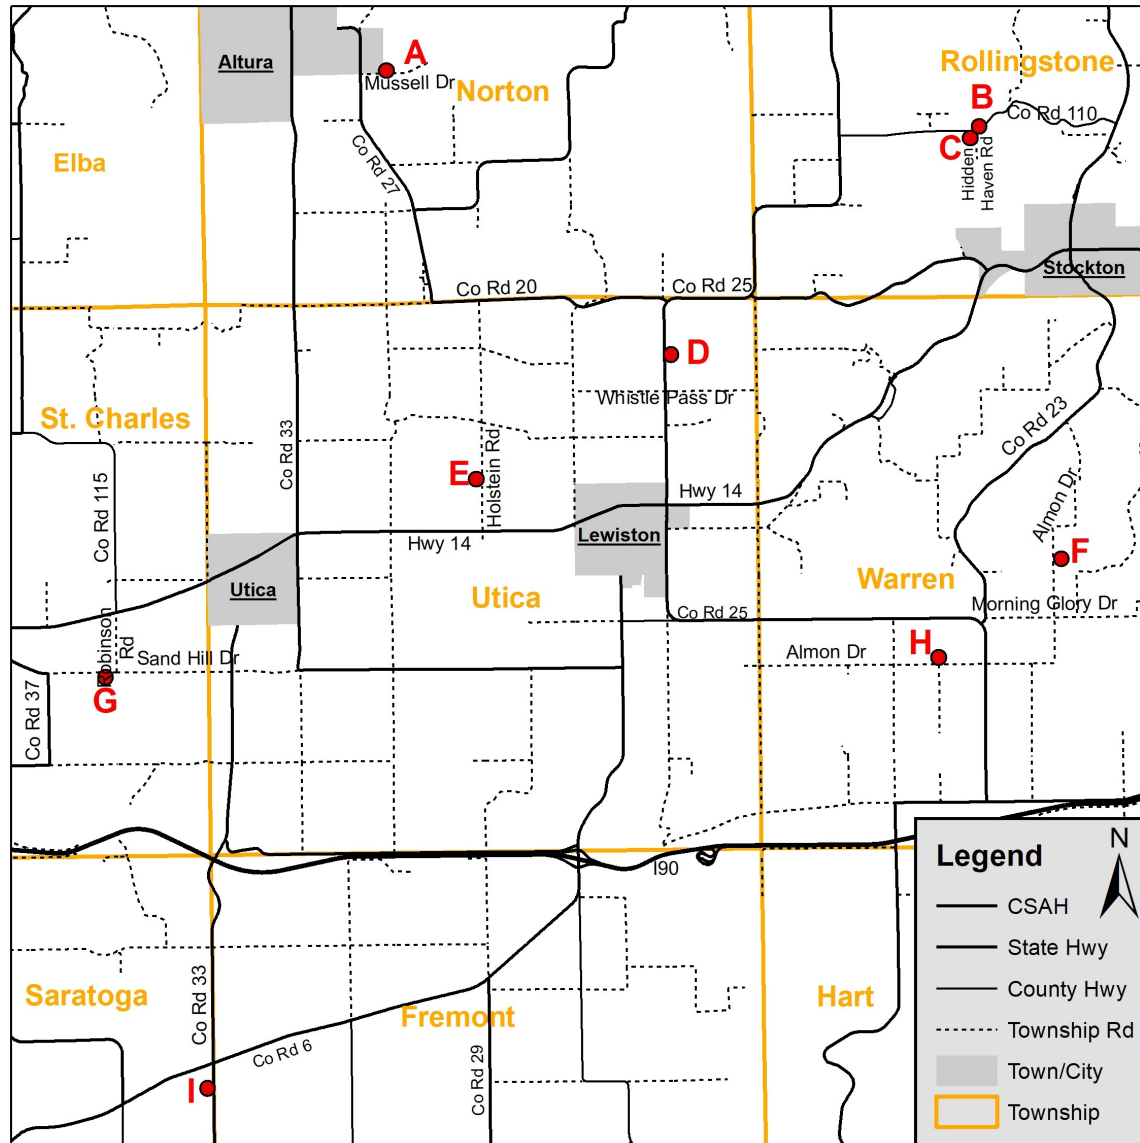 Altura
A
Mussell Dr
Norton
Rollingstone
B
Co Rd 110
C
Hidden
Haven Rd
Elba
Co Rd 27
Stockton
Co Rd 20
Co Rd 25
D
Whistle Pass Dr
St. Charles
Co Rd 33
Co Rd 23
Co Rd 115
E
Holstein Rd
Hwy 14
Hwy 14
Lewiston
Almon Dr
F
Utica
Utica
Warren
Morning Glory Dr
Co Rd 25
Robinson
Rd
Sand Hill Dr
Almon Dr
H
G
Co Rd 37
I90
Saratoga
Co Rd 33
Fremont
Hart
Co Rd 6
Co Rd 29
I
N
Legend
CSAH
State Hwy
County Hwy
Township Rd
Town/City
Township